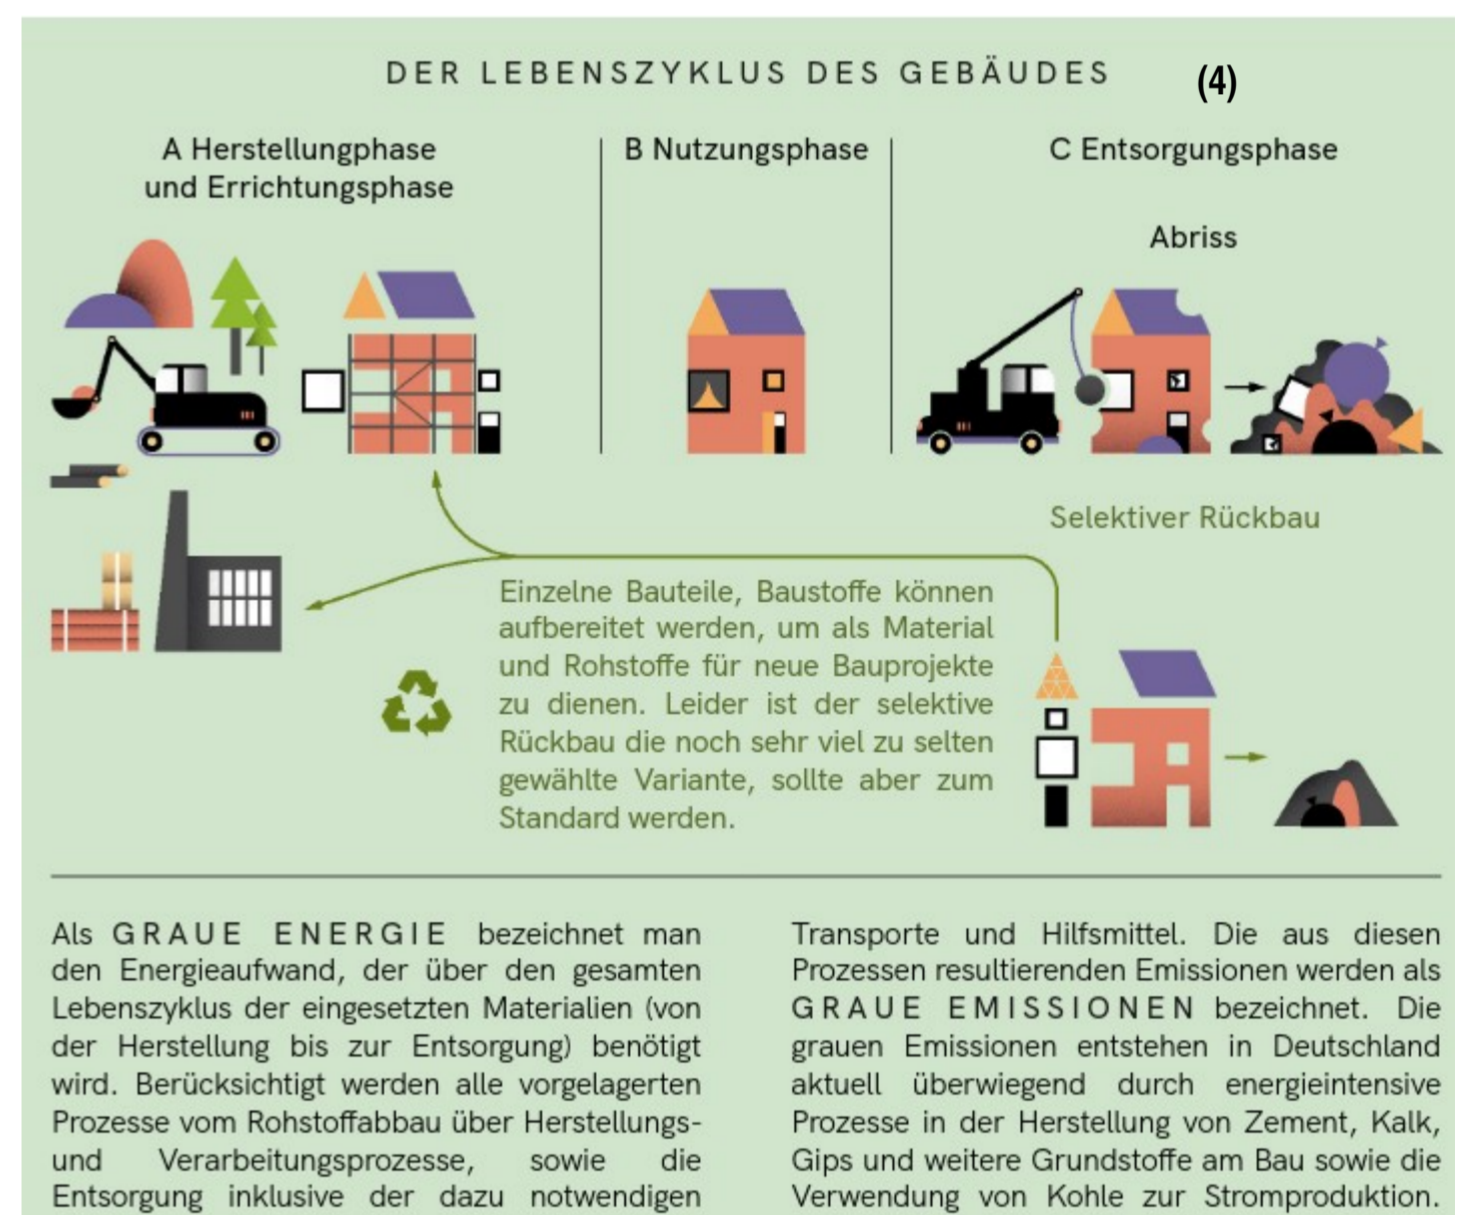 DER LEBENSZYKLUS DES GEBÄUDES (4)
A Herstellungphase
und Errichtungsphase
B Nutzungsphase
C Entsorgungsphase
Abriss
Selektiver Rückbau
Einzelne Bauteile, Baustoffe können
aufbereitet werden, um als Material
und Rohstoffe für neue Bauprojekte
zu dienen. Leider ist der selektive
Rückbau die noch sehr viel zu selten
gewählte Variante, sollte aber zum
Standard werden.
Als GRAUE ENERGIE bezeichnet man
den Energieaufwand, der über den gesamten
Lebenszyklus der eingesetzten Materialien (von
der Herstellung bis zur Entsorgung) benötigt
wird. Berücksichtigt werden alle vorgelagerten
Prozesse vom Rohstoffabbau über Herstellungs-
und Verarbeitungsprozesse, sowie die
Entsorgung inklusive der dazu notwendigen
Transporte und Hilfsmittel. Die aus diesen
Prozessen resultierenden Emissionen werden als
GRAUE EMISSIONEN bezeichnet. Die
grauen Emissionen entstehen in Deutschland
aktuell überwiegend durch energieintensive
Prozesse in der Herstellung von Zement, Kalk,
Gips und weitere Grundstoffe am Bau sowie die
Verwendung von Kohle zur Stromproduktion.